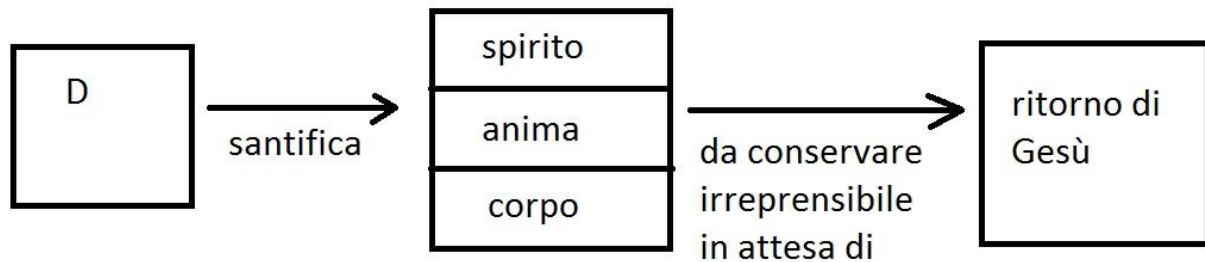 D
santifica
spirito
anima
corpo
da conservare
irreprensibile
in attesa di
ritorno di
Gesù